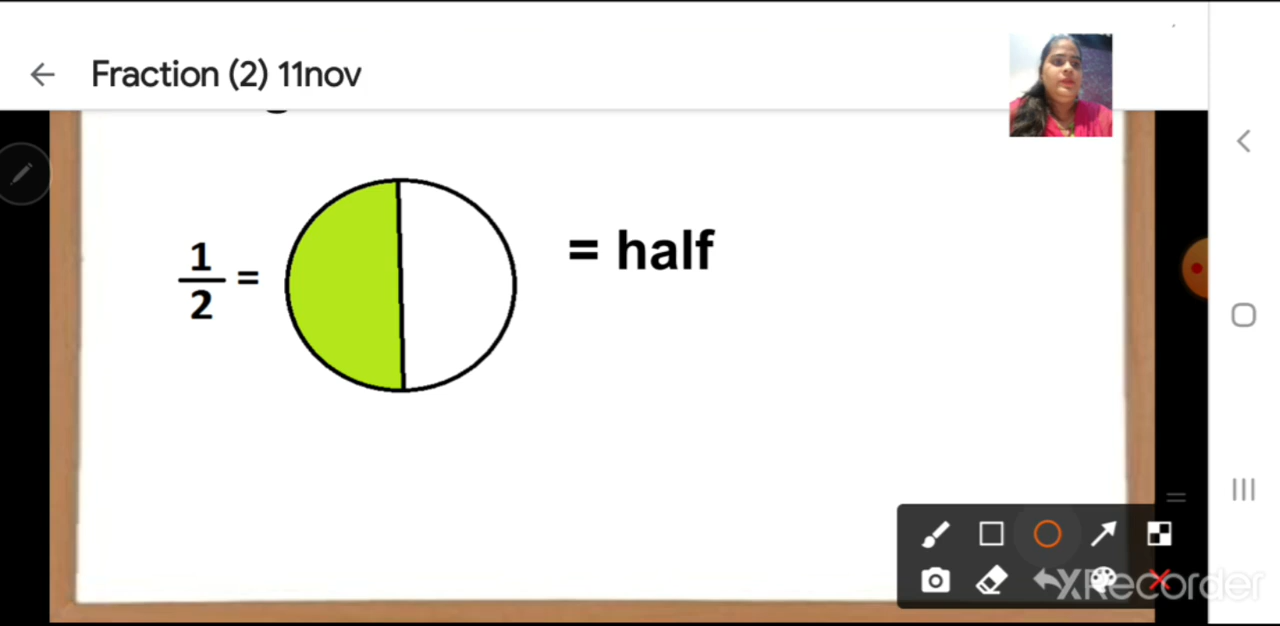 Fraction (2) 11nov
1/2 = = half
XRecorder